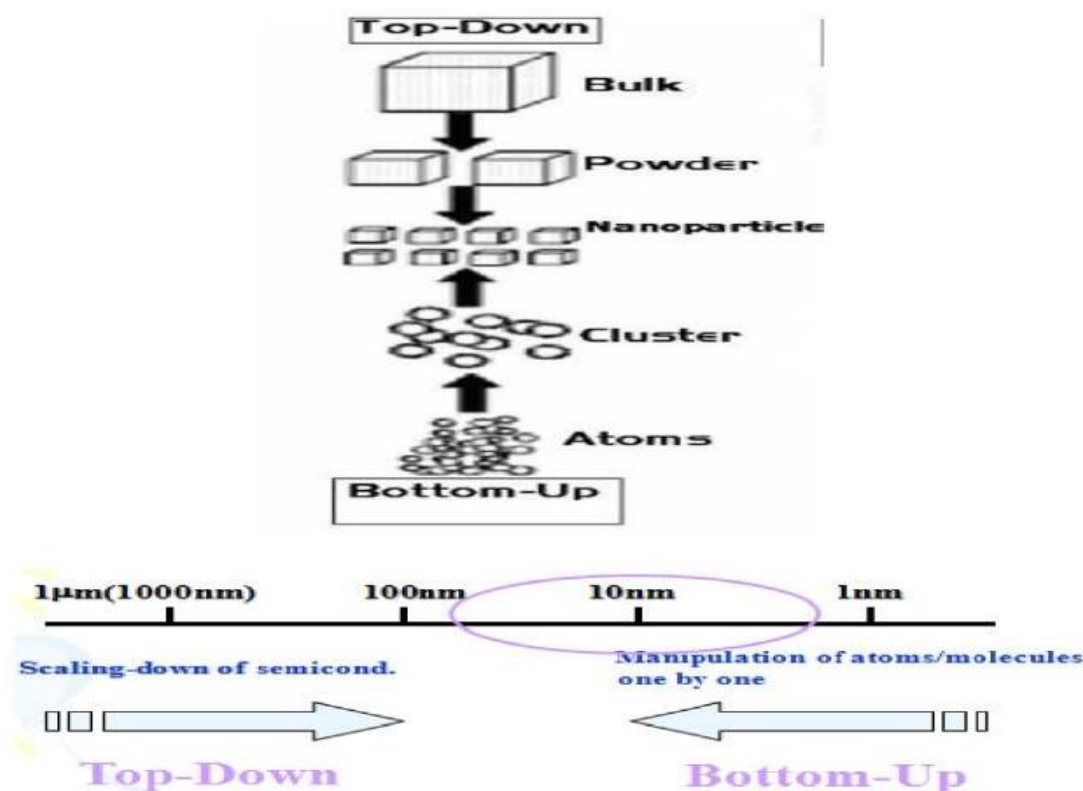 Top-Down
Bulk
Powder
Nanoparticle
Cluster
Atoms
Bottom-Up
1μm(1000nm) 100nm 10nm 1nm
Scaling-down of semicond.
Manipulation of atoms/molecules
one by one
Top-Down
Bottom-Up